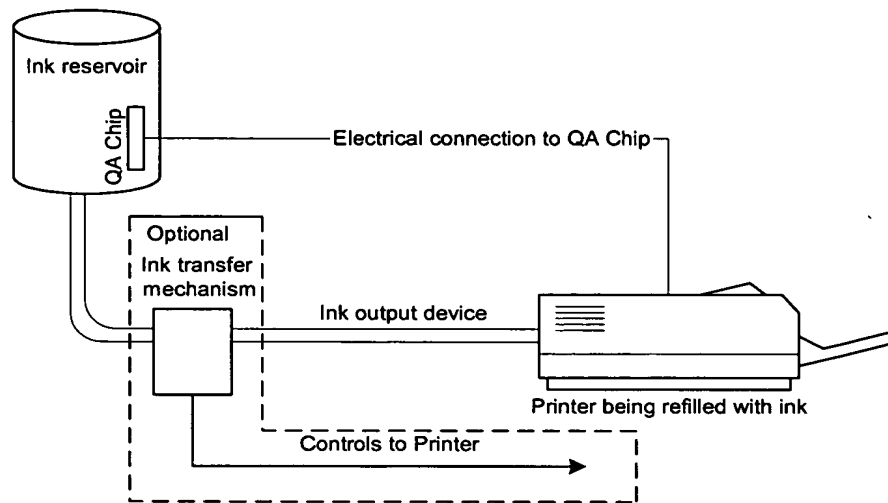 Ink reservoir
QA Chip
Electrical connection to QA Chip
Optional
Ink transfer
mechanism
Ink output device
Printer being refilled with ink
Controls to Printer